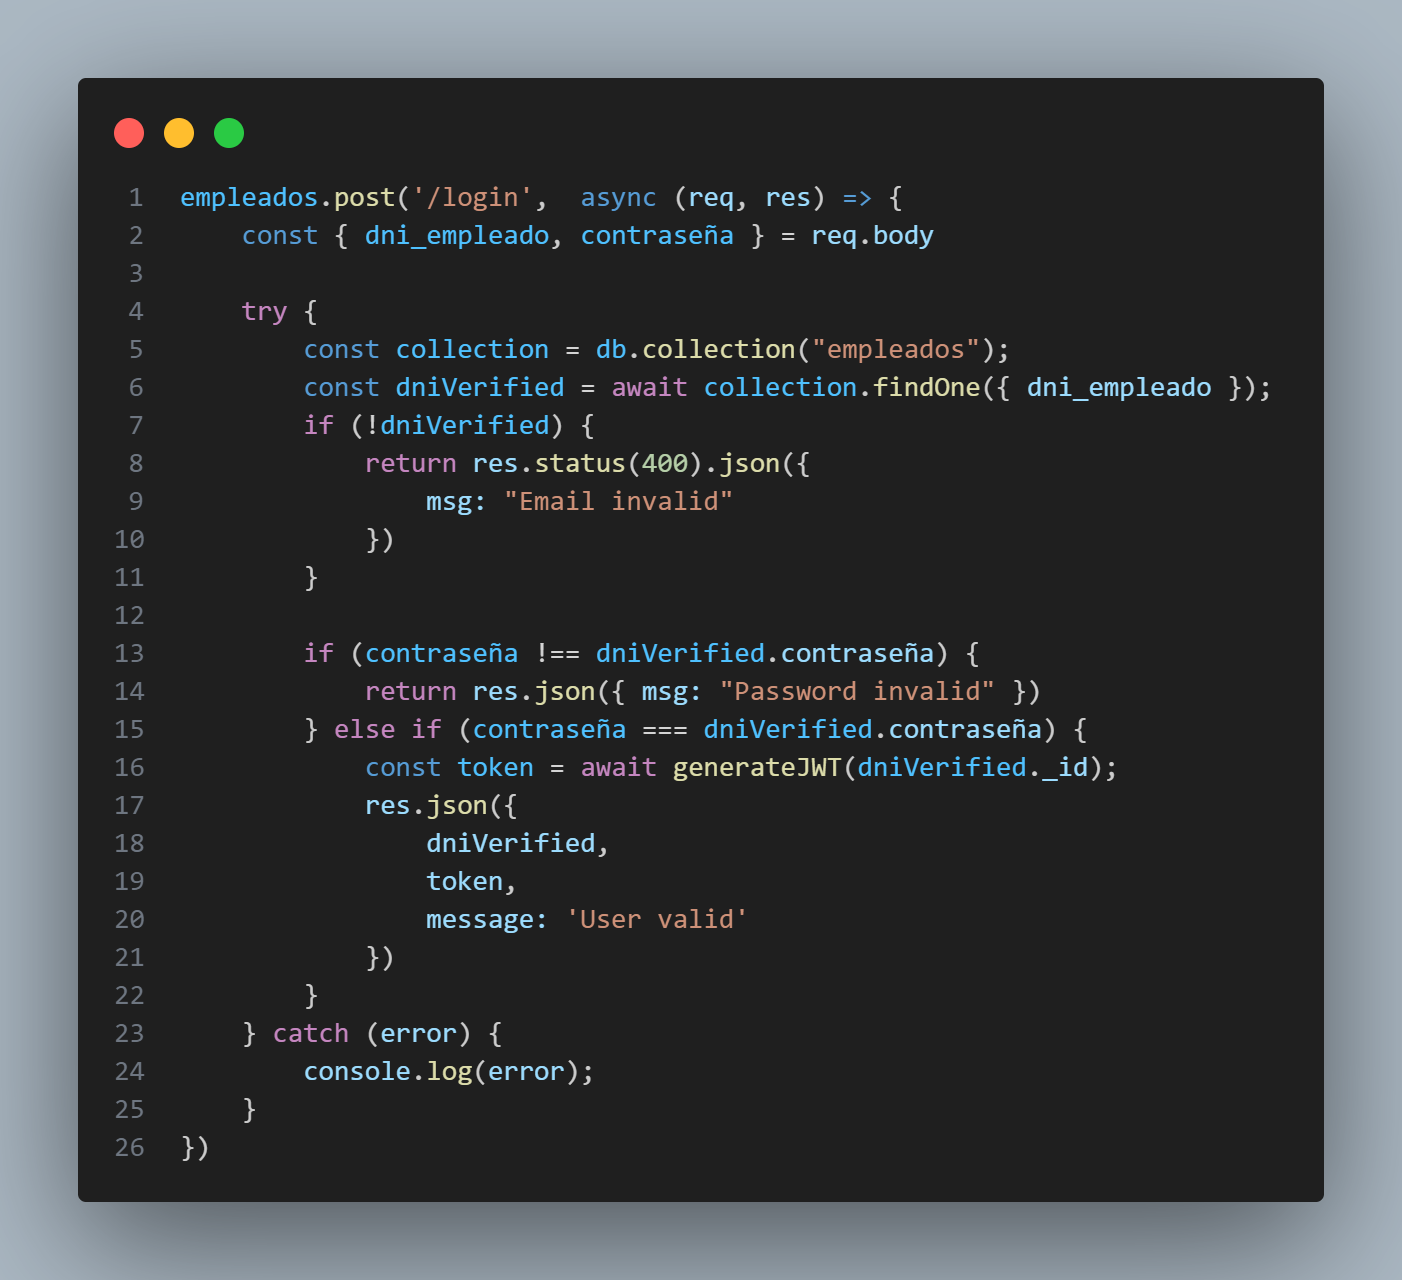 1 empleados.post('/login',  async (req, res) => {
2     const { dni_empleado, contraseña } = req.body
3
4     try {
5         const collection = db.collection("empleados");
6         const dniVerified = await collection.findOne({ dni_empleado });
7         if (!dniVerified) {
8             return res.status(400).json({
9                 msg: "Email invalid"
10             })
11         }
12
13         if (contraseña !== dniVerified.contraseña) {
14             return res.json({ msg: "Password invalid" })
15         } else if (contraseña === dniVerified.contraseña) {
16             const token = await generateJWT(dniVerified._id);
17             res.json({
18                 dniVerified,
19                 token,
20                 message: 'User valid'
21             })
22         }
23     } catch (error) {
24         console.log(error);
25     }
26 })